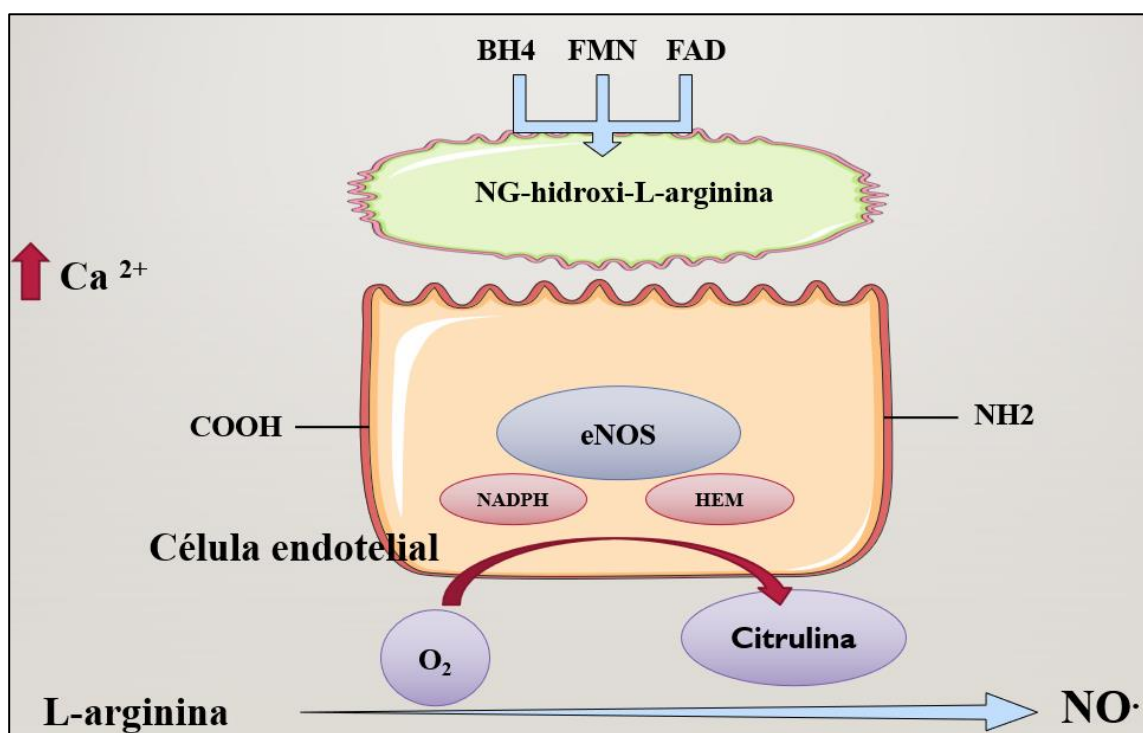 BH4 FMN FAD
NG-hidroxi-L-arginina
Ca 2+
COOH
NH2
eNOS
NADPH
HEM
Célula endotelial
O2
Citrulina
L-arginina
NO·